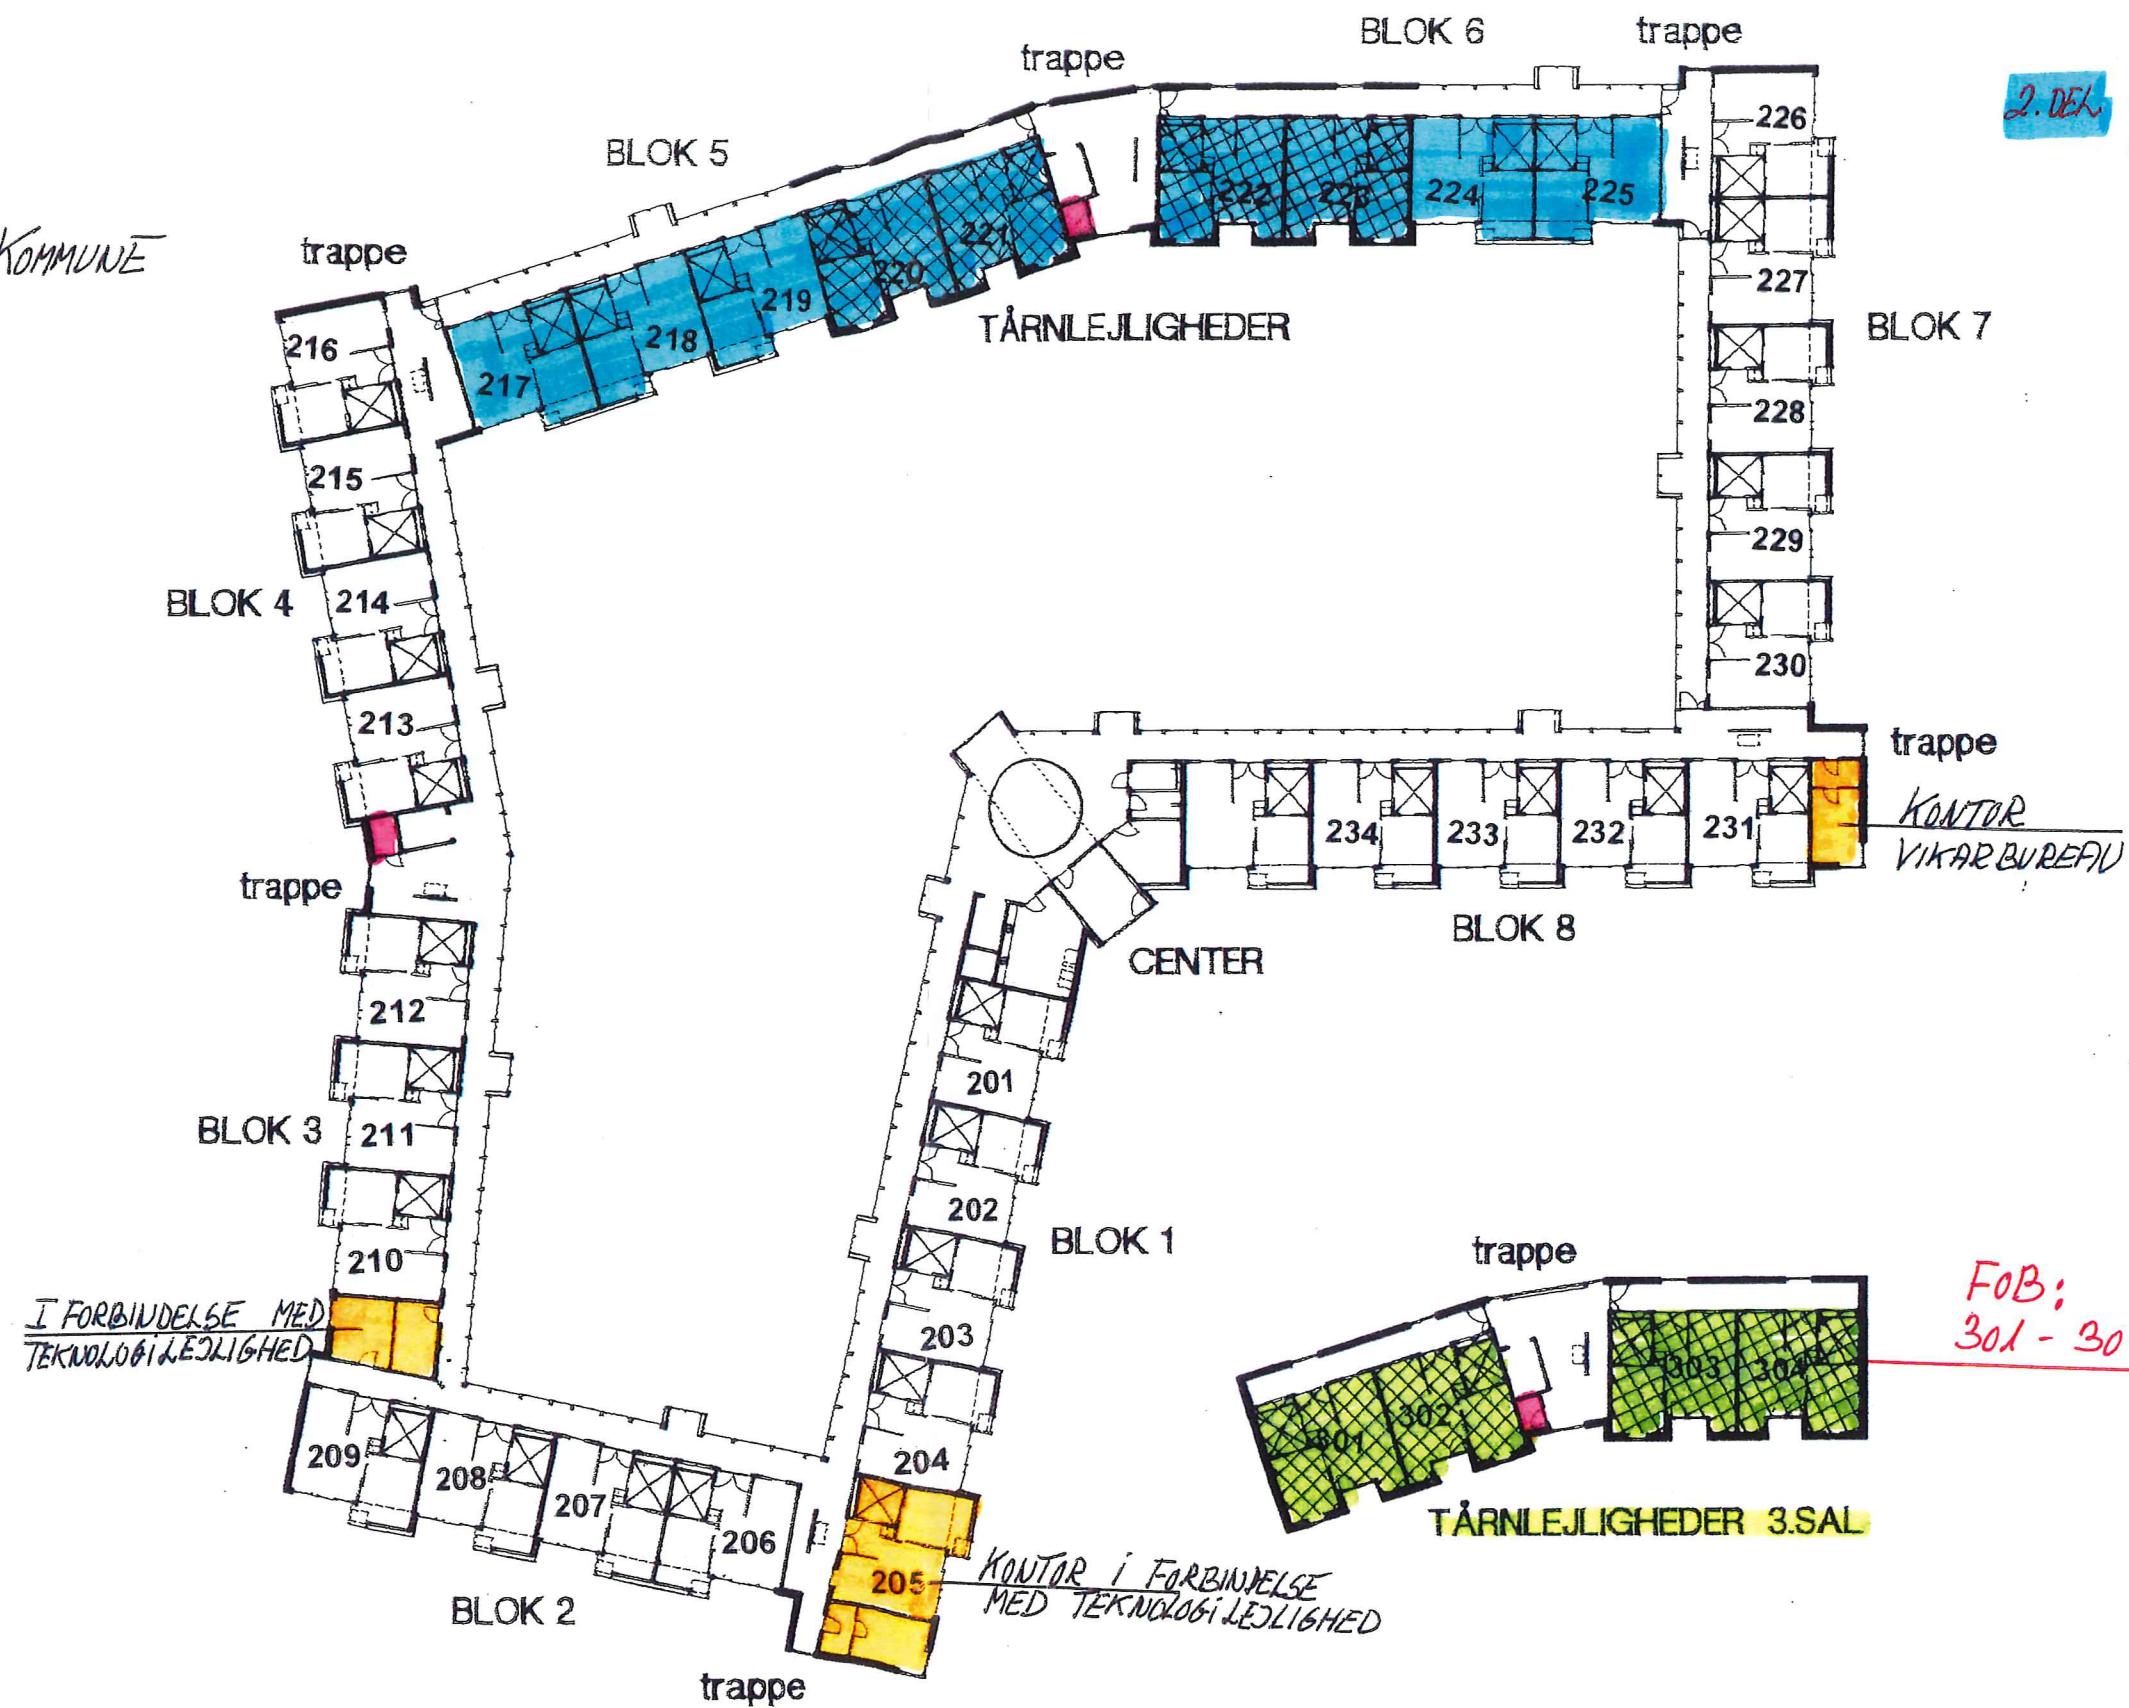 BLOK 6
trappe
trappe
2. DEL
226
BLOK 5
222
223
224
225
221
KOMMUNE
trappe
220
219
227
TÅRNLEJLIGHEDER
BLOK 7
218
216
217
228
215
229
BLOK 4
214
230
213
trappe
KONTOR
VIKARBUREAU
234
233
232
231
trappe
BLOK 8
CENTER
212
201
BLOK 3
211
202
BLOK 1
210
trappe
FOB:
301 - 30
I FORBINDELSE MED
TEKNOLOGILEJLIGHED
203
303
304
302
301
204
209
208
207
206
TÅRNLEJLIGHEDER 3.SAL
205
KONTOR I FORBINDELSE
MED TEKNOLOGILEJLIGHED
BLOK 2
trappe